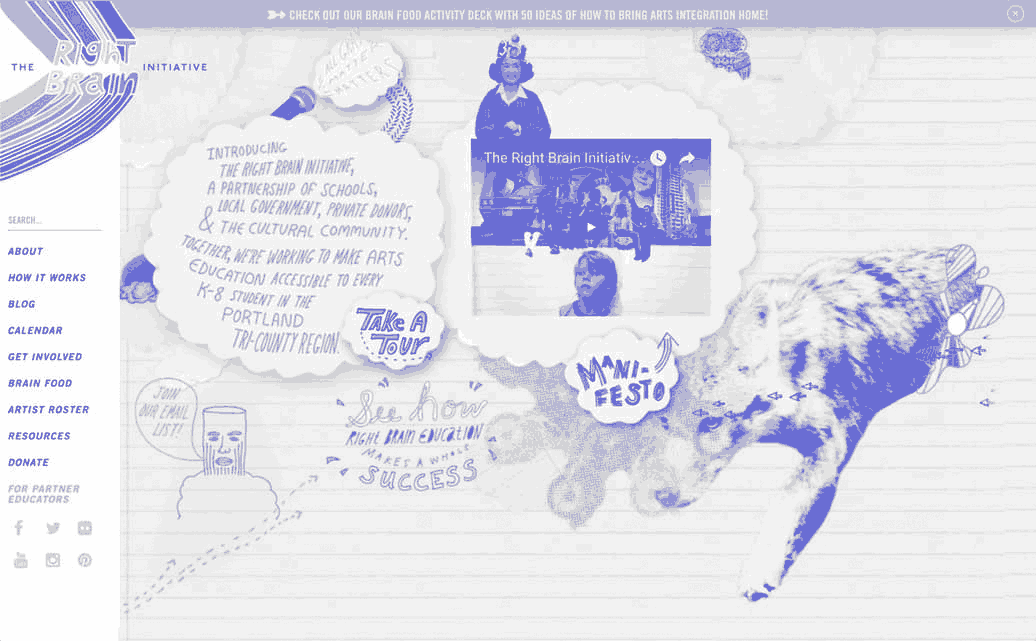 CHECK OUT OUR BRAIN FOOD ACTIVITY DECK WITH 50 IDEAS OF HOW TO BRING ARTS INTEGRATION HOME!
THE Right Brain INITIATIVE
SEARCH...
ABOUT
HOW IT WORKS
BLOG
CALENDAR
GET INVOLVED
BRAIN FOOD
ARTIST ROSTER
RESOURCES
DONATE
FOR PARTNER
EDUCATORS
MATTERS
INTRODUCING
THE RIGHT BRAIN INITIATIVE,
A PARTNERSHIP OF SCHOOLS,
LOCAL GOVERNMENT, PRIVATE DONORS,
& THE CULTURAL COMMUNITY.
TOGETHER, WE'RE WORKING TO MAKE ARTS
EDUCATION ACCESSIBLE TO EVERY
K-8 STUDENT IN THE
PORTLAND
TRI-COUNTY REGION.
TAKE A
TOUR
The Right Brain Initiativ...
MANI-
FESTO
JOIN
OUR EMAIL
LIST!
See how
RIGHT BRAIN EDUCATION
MAKES A WHOLE
SUCCESS